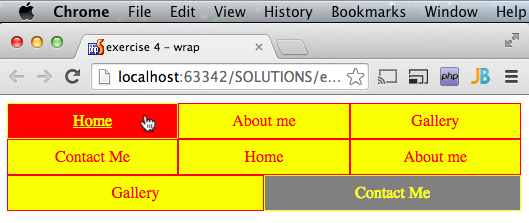 Chrome File Edit View History Bookmarks Window Help
exercise 4 – wrap
localhost:63342/SOLUTIONS/e... php JB
Home About me Gallery
Contact Me Home About me
Gallery Contact Me